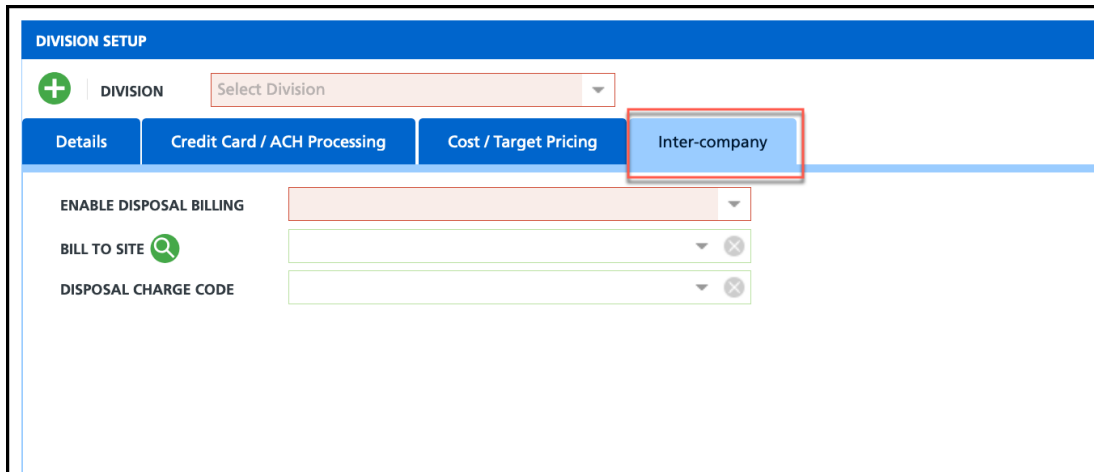 DIVISION SETUP
DIVISION Select Division
Details Credit Card / ACH Processing Cost / Target Pricing Inter-company
ENABLE DISPOSAL BILLING
BILL TO SITE
DISPOSAL CHARGE CODE